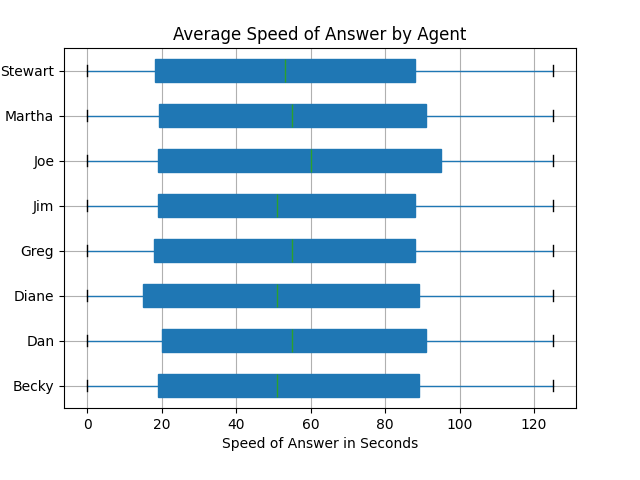 Average Speed of Answer by Agent
Stewart
Martha
Joe
Jim
Greg
Diane
Dan
Becky
0 20 40 60 80 100 120
Speed of Answer in Seconds